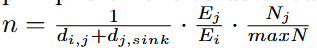 n = \frac{1}{d_{i,j}+d_{j,sink}} \cdot \frac{E_j}{E_i} \cdot \frac{N_j}{maxN}